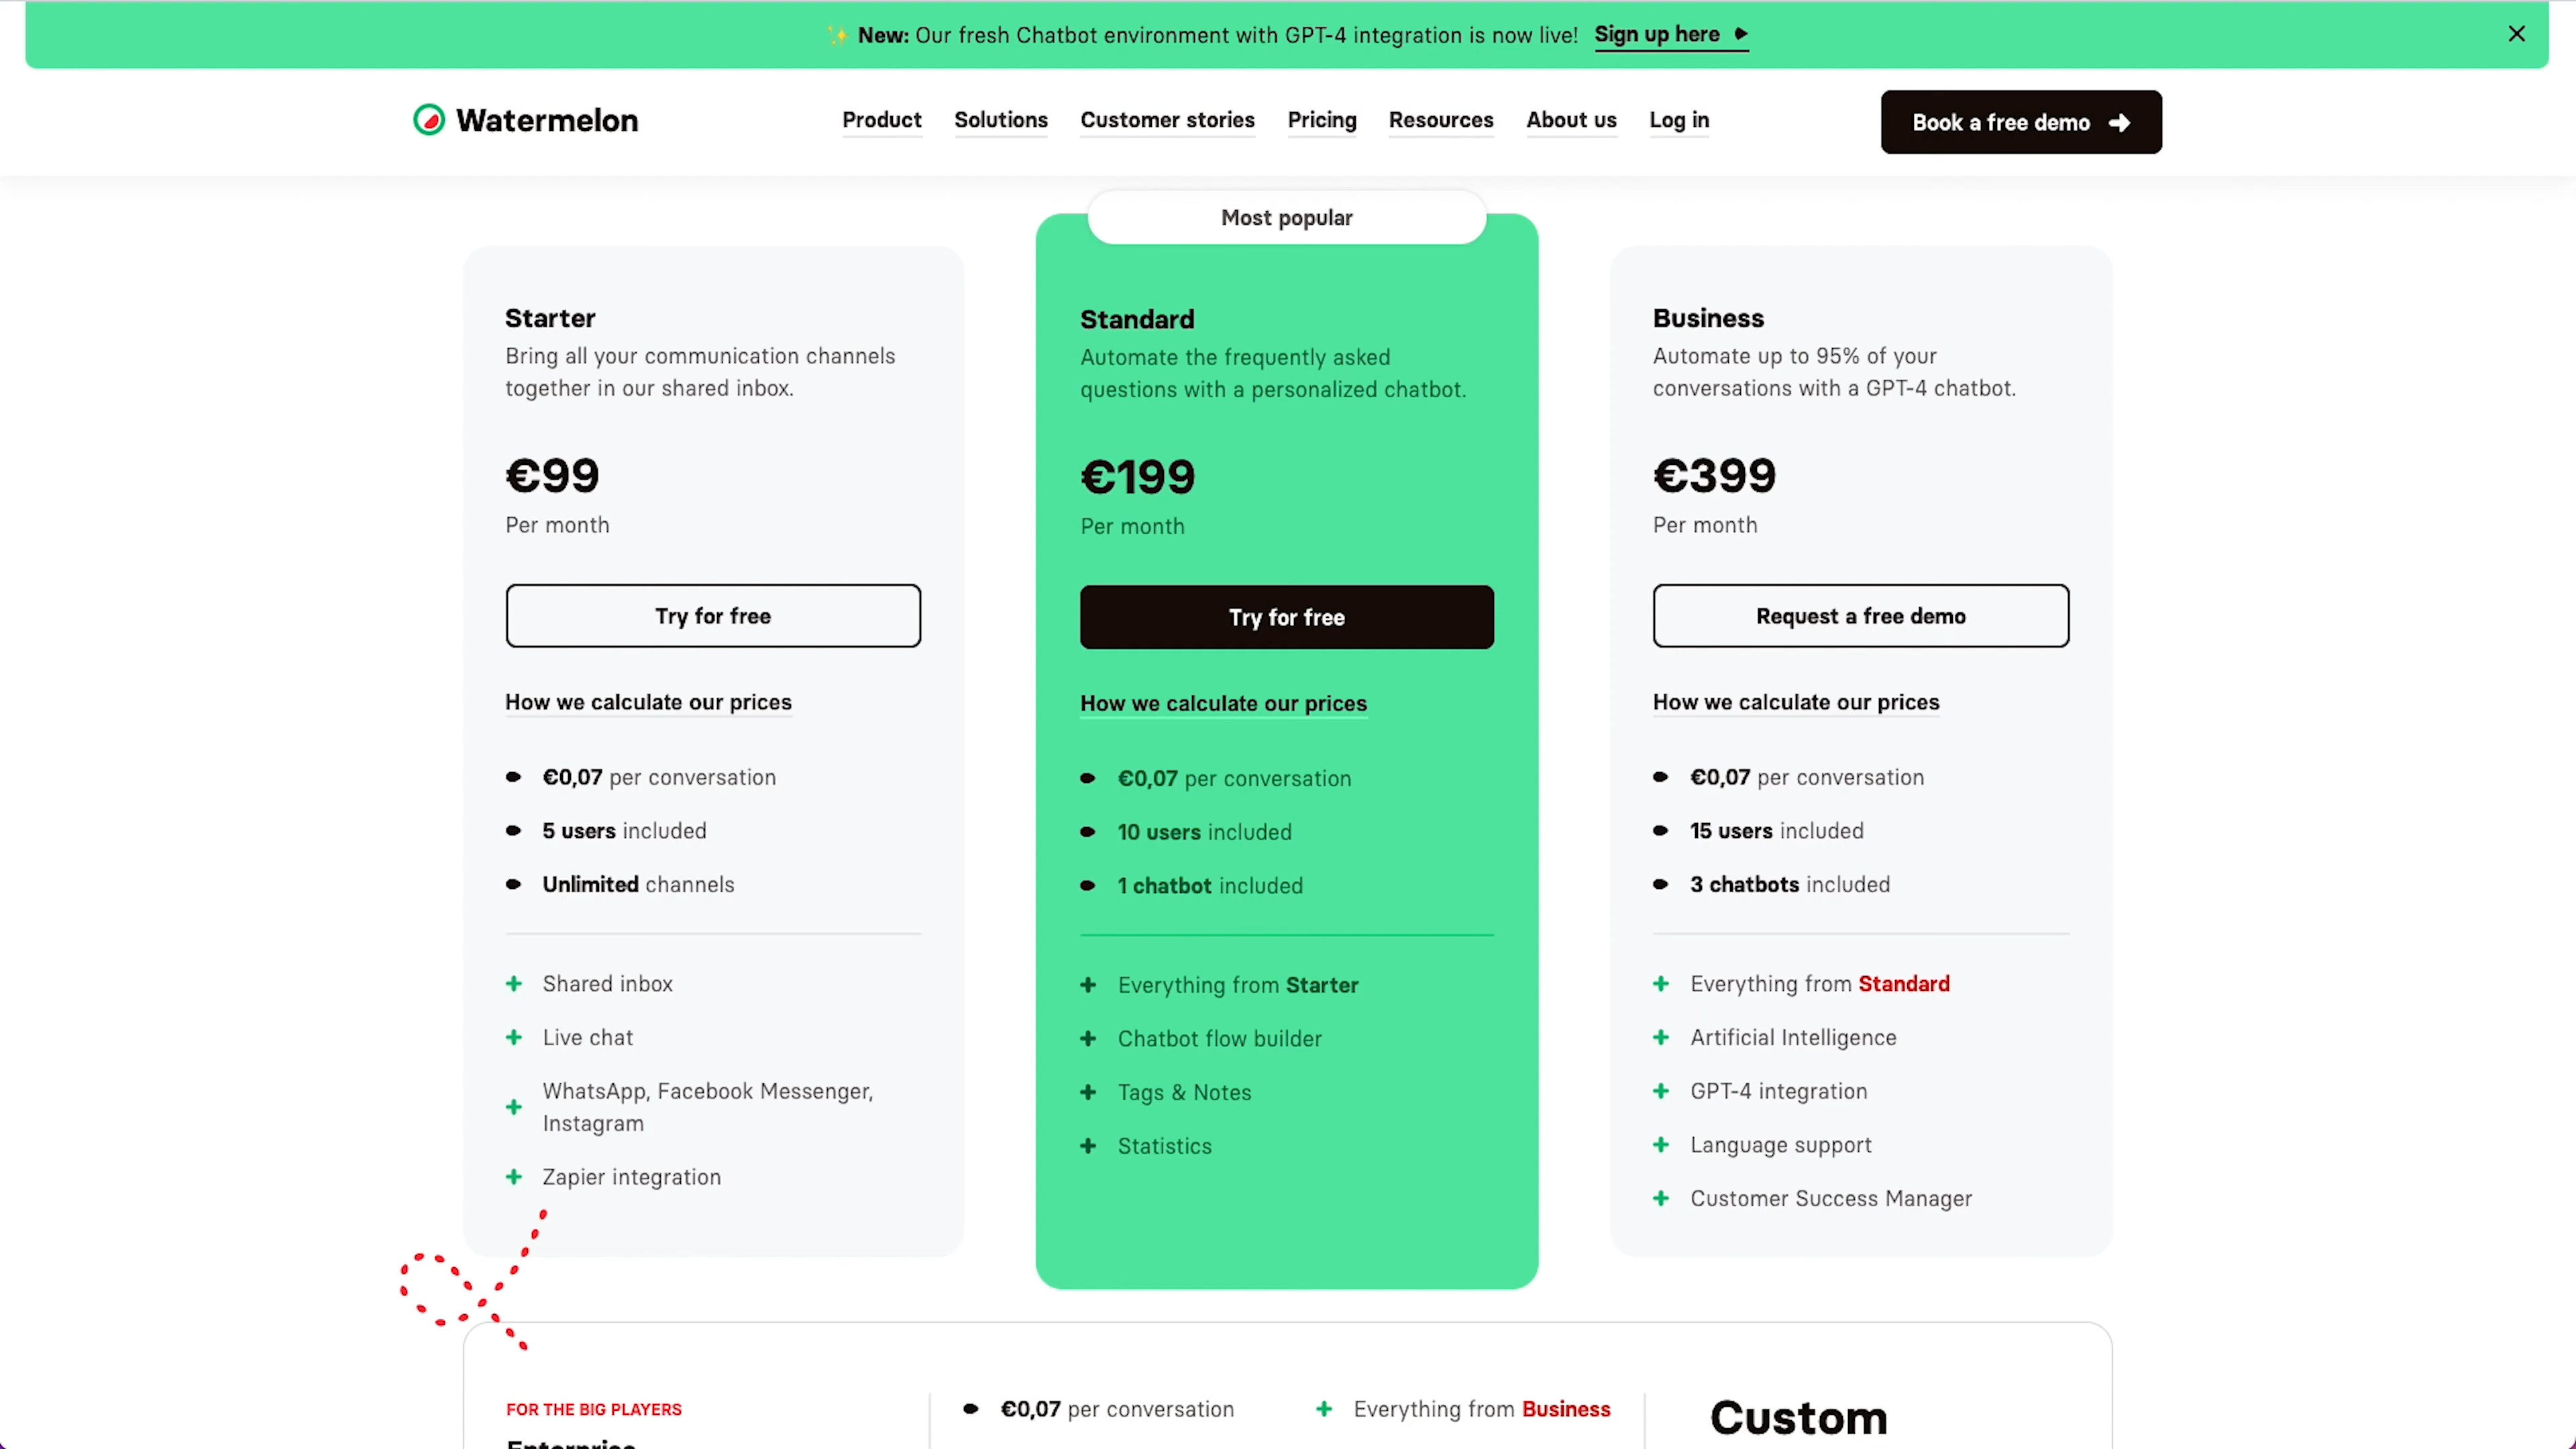 ✨ New: Our fresh Chatbot environment with GPT-4 integration is now live! Sign up here
Watermelon
Product Solutions Customer stories Pricing Resources About us Log in
Book a free demo
Most popular
Starter
Bring all your communication channels
together in our shared inbox.
€99
Per month
Try for free
How we calculate our prices
€0,07 per conversation
5 users included
Unlimited channels
Shared inbox
Live chat
WhatsApp, Facebook Messenger,
Instagram
Zapier integration
Standard
Automate the frequently asked
questions with a personalized chatbot.
€199
Per month
Try for free
How we calculate our prices
€0,07 per conversation
10 users included
1 chatbot included
Everything from Starter
Chatbot flow builder
Tags & Notes
Statistics
Business
Automate up to 95% of your
conversations with a GPT-4 chatbot.
€399
Per month
Request a free demo
How we calculate our prices
€0,07 per conversation
15 users included
3 chatbots included
Everything from Standard
Artificial Intelligence
GPT-4 integration
Language support
Customer Success Manager
FOR THE BIG PLAYERS
Enterprise
€0,07 per conversation
Everything from Business
Custom